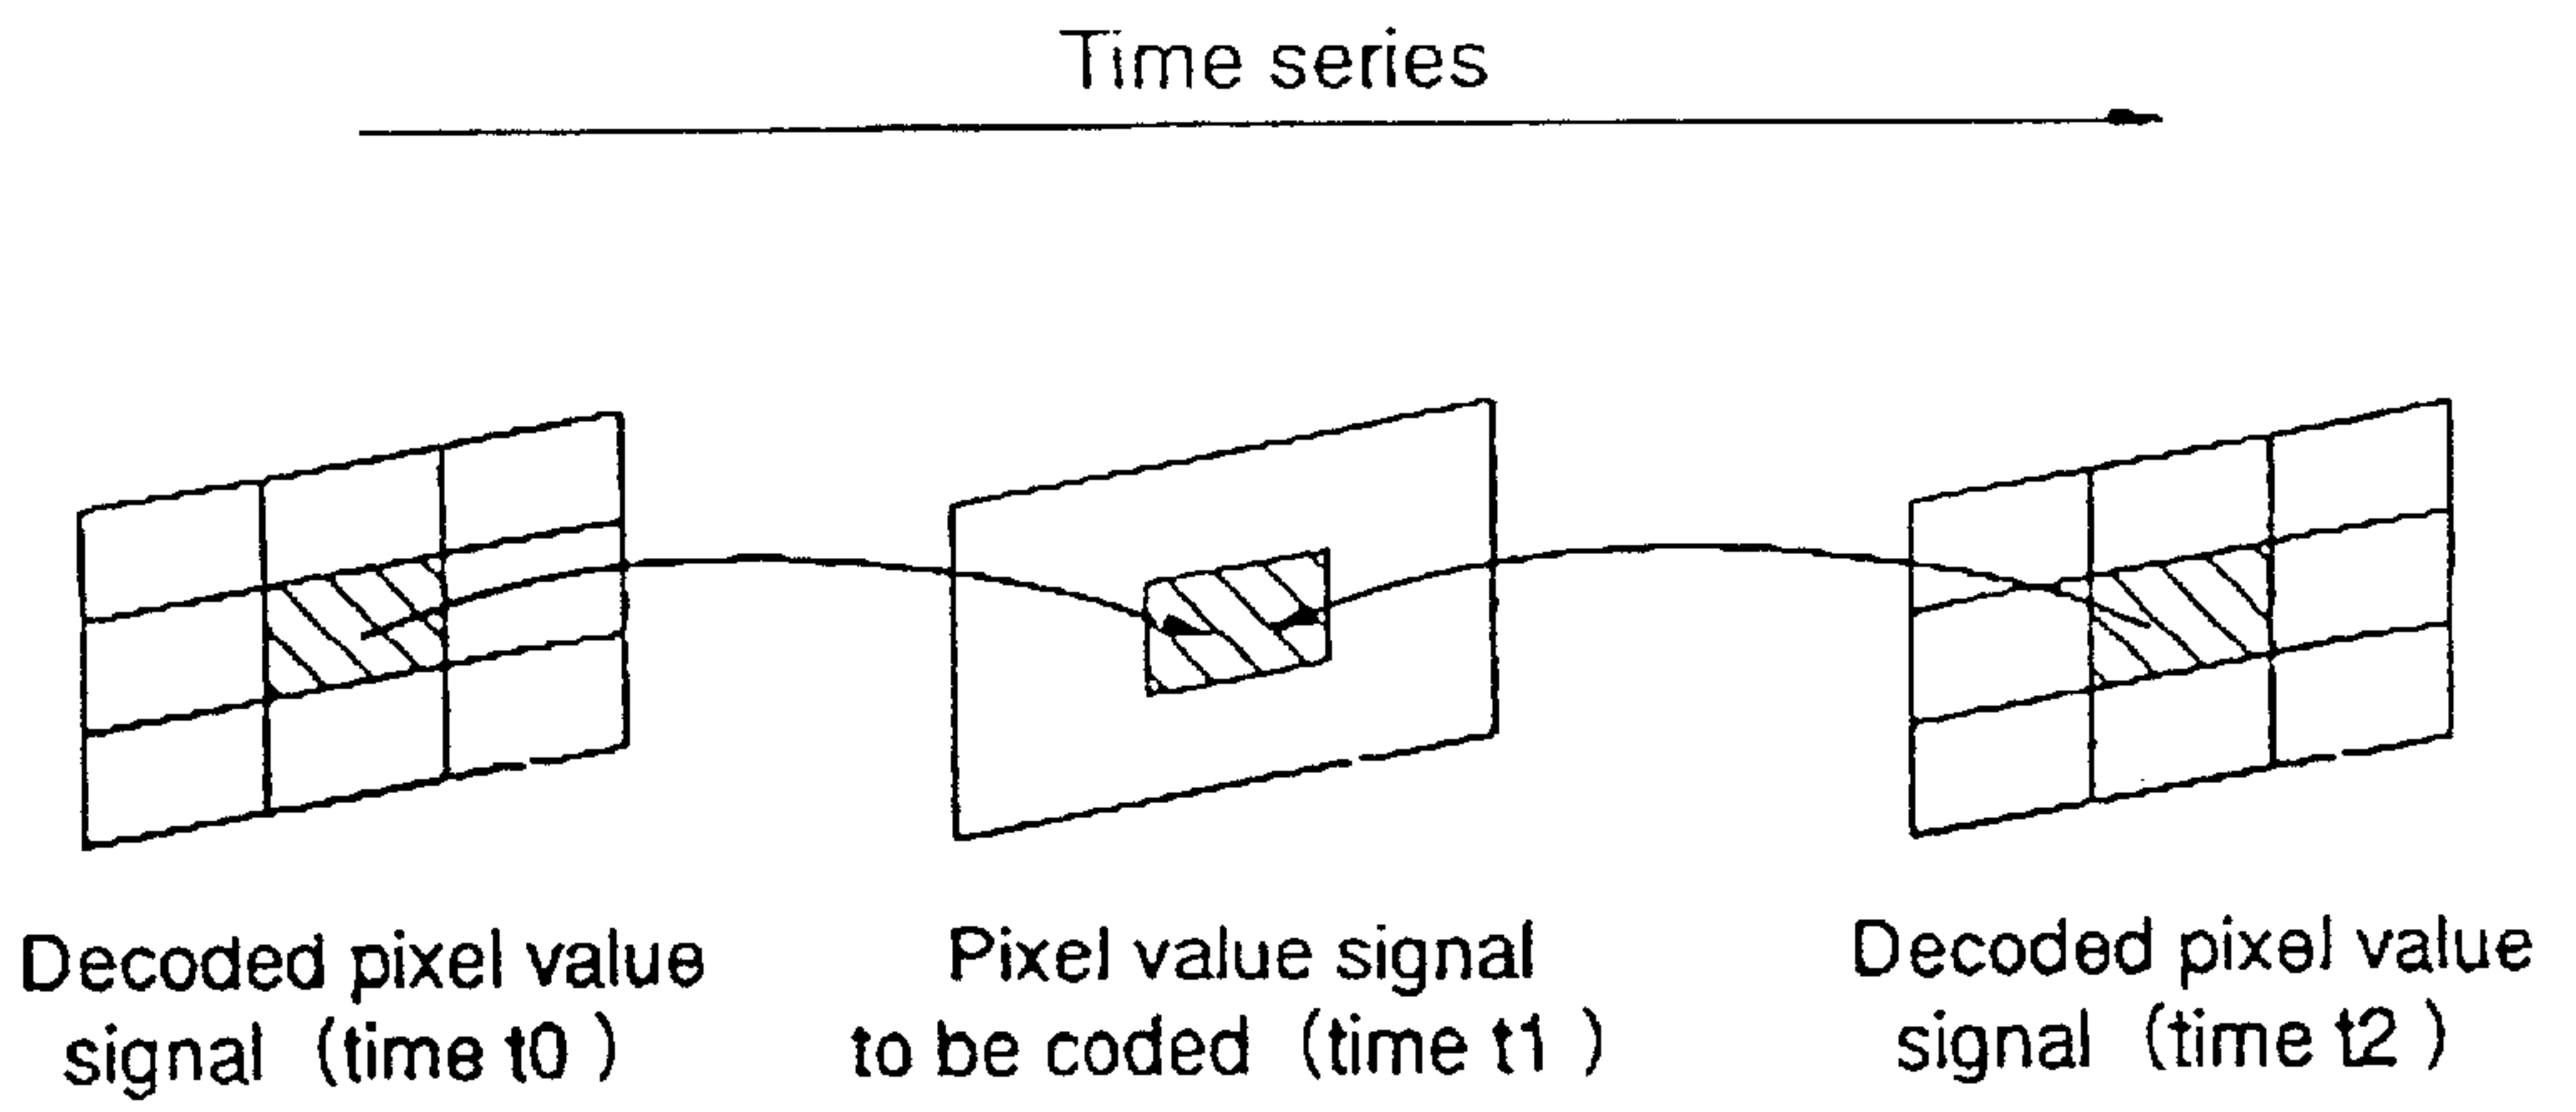 Time series
Decoded pixel value
signal (time t0 )
Pixel value signal
to be coded (time t1 )
Decoded pixel value
signal (time t2 )